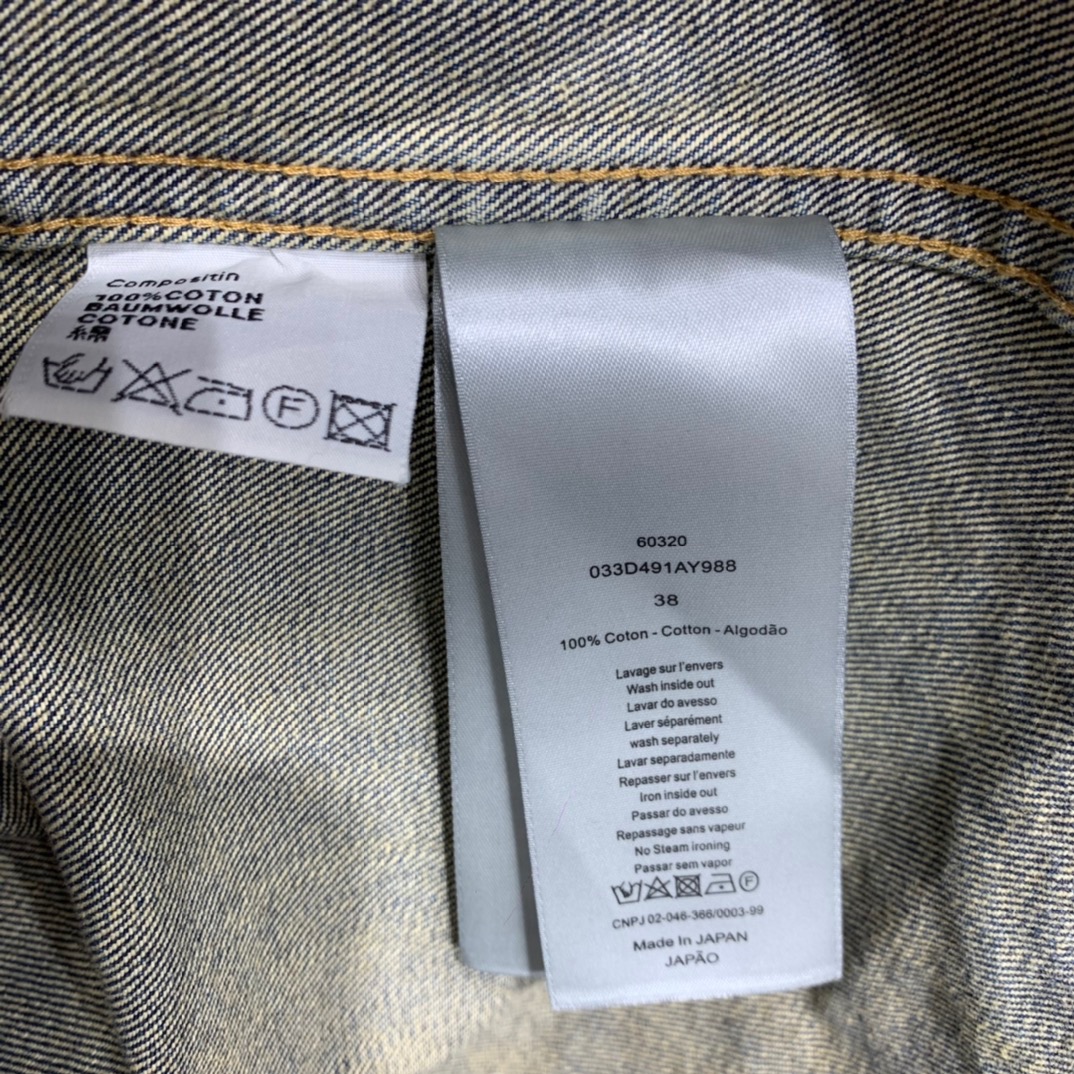 Compositin
100%COTON
BAUMWOLLE
COTONE
綿
F
60320
033D491AY988
38
100% Coton - Cotton - Algodão
Lavage sur l'envers
Wash inside out
Lavar do avesso
Laver séparément
wash separately
Lavar separadamente
Repasser sur l'envers
Iron inside out
Passar do avesso
Repassage sans vapeur
No Steam ironing
Passar sem vapor
F
CNPJ 02-046-366/0003-99
Made In JAPAN
JAPÃO